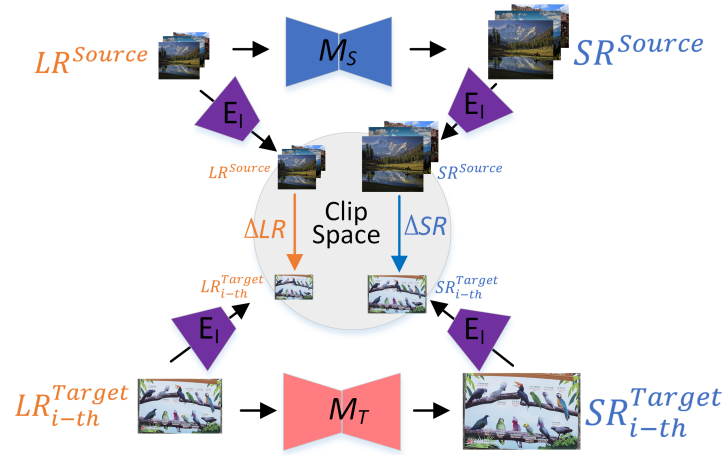 LR^Source
M_S
SR^Source
E_I
E_I
LR^Source
SR^Source
Clip
Space
ΔLR
ΔSR
LR^Target_i−th
SR^Target_i−th
E_I
E_I
LR^Target_i−th
M_T
SR^Target_i−th